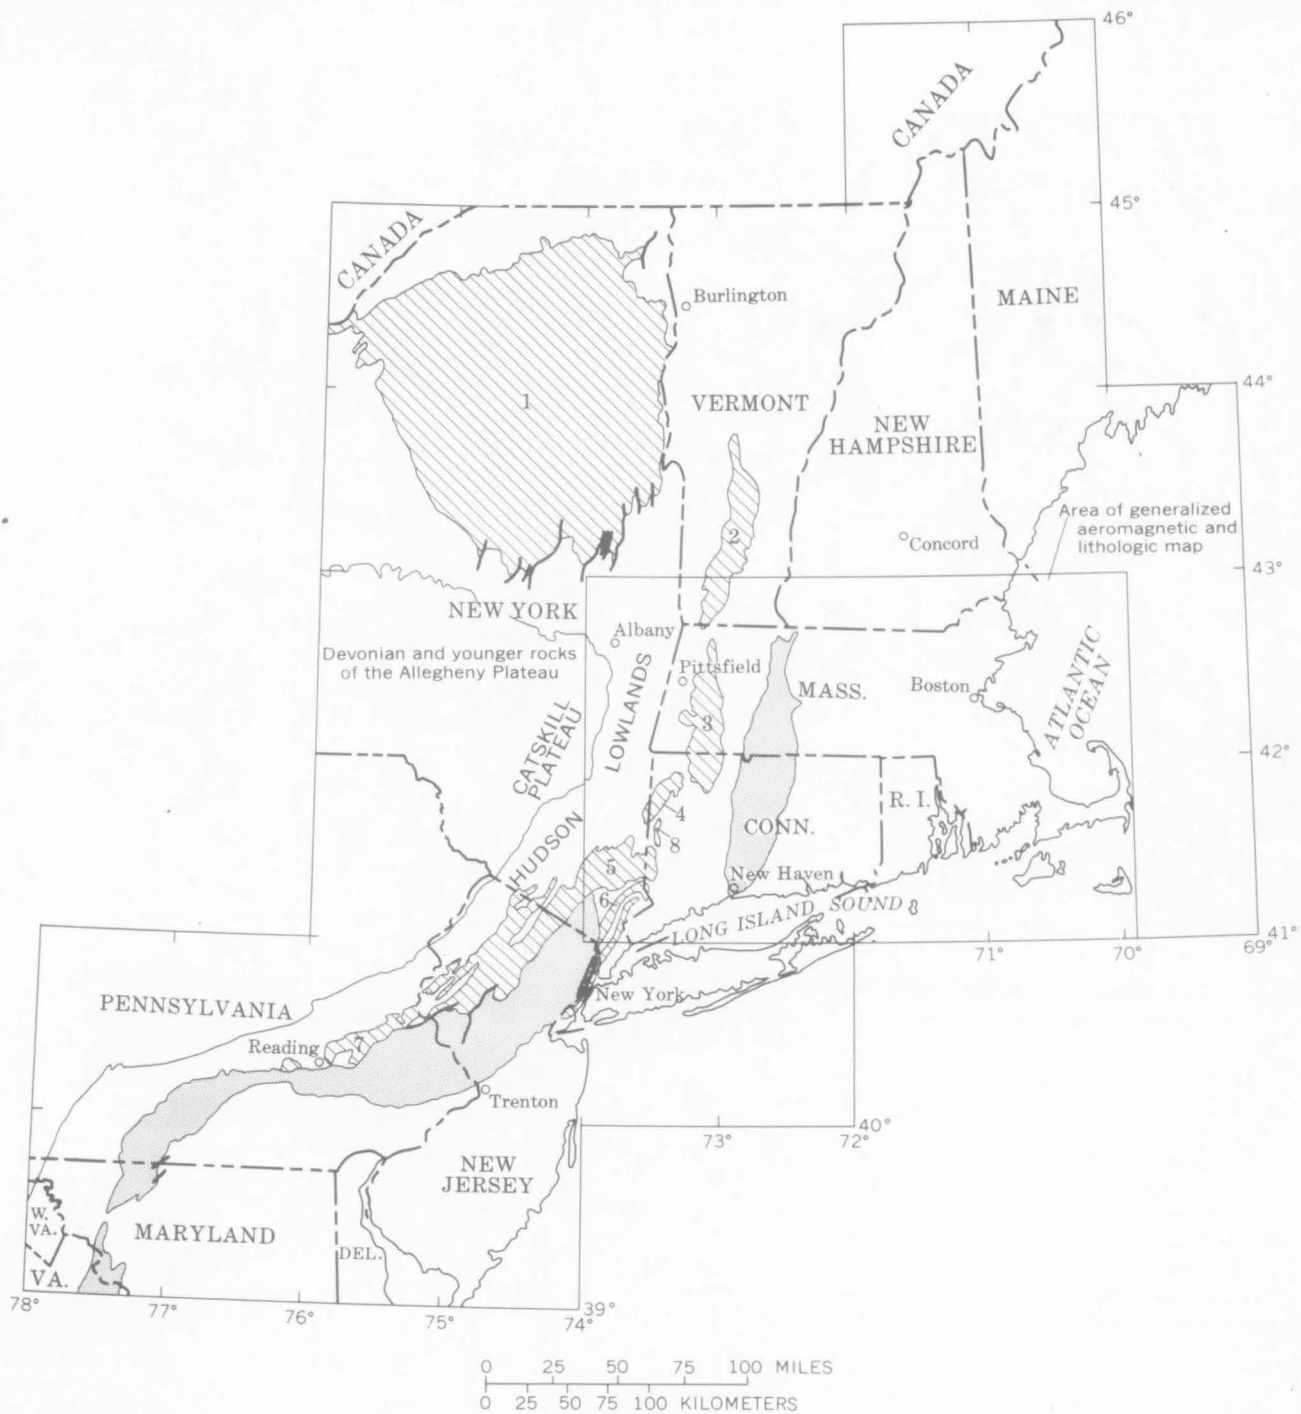 46°
CANADA
45°
CANADA
Burlington
MAINE
1
VERMONT
44°
NEW
HAMPSHIRE
2
Area of generalized
aeromagnetic and
lithologic map
Concord
43°
NEW YORK
Albany
Devonian and younger rocks
of the Allegheny Plateau
Pittsfield
MASS.
Boston
ATLANTIC
OCEAN
3
LOWLANDS
CATSKILL
PLATEAU
42°
4
R. I.
CONN.
8
HUDSON
5
New Haven
6
LONG ISLAND SOUND
41°
71°
70°
69°
New York
PENNSYLVANIA
Reading
7
Trenton
40°
73°
72°
NEW
JERSEY
W.
VA.
MARYLAND
DEL.
VA.
78°
77°
76°
75°
74°
39°
0 25 50 75 100 MILES
0 25 50 75 100 KILOMETERS